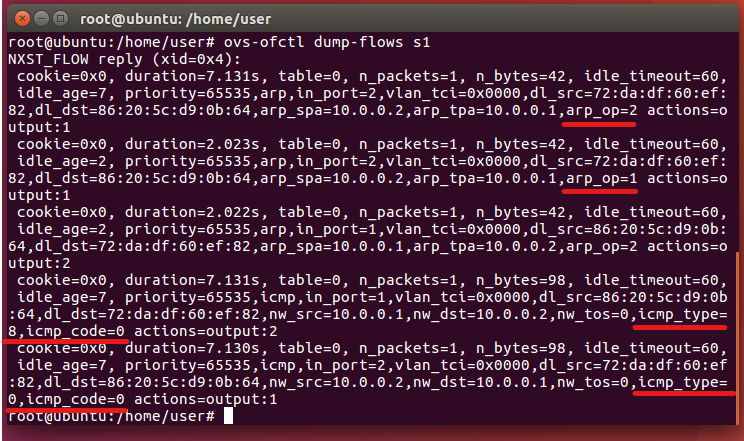 root@ubuntu: /home/user
root@ubuntu:/home/user# ovs-ofctl dump-flows s1
NXST_FLOW reply (xid=0x4):
 cookie=0x0, duration=7.131s, table=0, n_packets=1, n_bytes=42, idle_timeout=60,
 idle_age=7, priority=65535,arp,in_port=2,vlan_tci=0x0000,dl_src=72:da:df:60:ef:
82,dl_dst=86:20:5c:d9:0b:64,arp_spa=10.0.0.2,arp_tpa=10.0.0.1,arp_op=2 actions=o
utput:1
 cookie=0x0, duration=2.023s, table=0, n_packets=1, n_bytes=42, idle_timeout=60,
 idle_age=2, priority=65535,arp,in_port=2,vlan_tci=0x0000,dl_src=72:da:df:60:ef:
82,dl_dst=86:20:5c:d9:0b:64,arp_spa=10.0.0.2,arp_tpa=10.0.0.1,arp_op=1 actions=o
utput:1
 cookie=0x0, duration=2.022s, table=0, n_packets=1, n_bytes=42, idle_timeout=60,
 idle_age=2, priority=65535,arp,in_port=1,vlan_tci=0x0000,dl_src=86:20:5c:d9:0b:
64,dl_dst=72:da:df:60:ef:82,arp_spa=10.0.0.1,arp_tpa=10.0.0.2,arp_op=2 actions=o
utput:2
 cookie=0x0, duration=7.131s, table=0, n_packets=1, n_bytes=98, idle_timeout=60,
 idle_age=7, priority=65535,icmp,in_port=1,vlan_tci=0x0000,dl_src=86:20:5c:d9:0b
:64,dl_dst=72:da:df:60:ef:82,nw_src=10.0.0.1,nw_dst=10.0.0.2,nw_tos=0,icmp_type=
8,icmp_code=0 actions=output:2
 cookie=0x0, duration=7.130s, table=0, n_packets=1, n_bytes=98, idle_timeout=60,
 idle_age=7, priority=65535,icmp,in_port=2,vlan_tci=0x0000,dl_src=72:da:df:60:ef
:82,dl_dst=86:20:5c:d9:0b:64,nw_src=10.0.0.2,nw_dst=10.0.0.1,nw_tos=0,icmp_type=
0,icmp_code=0 actions=output:1
root@ubuntu:/home/user#